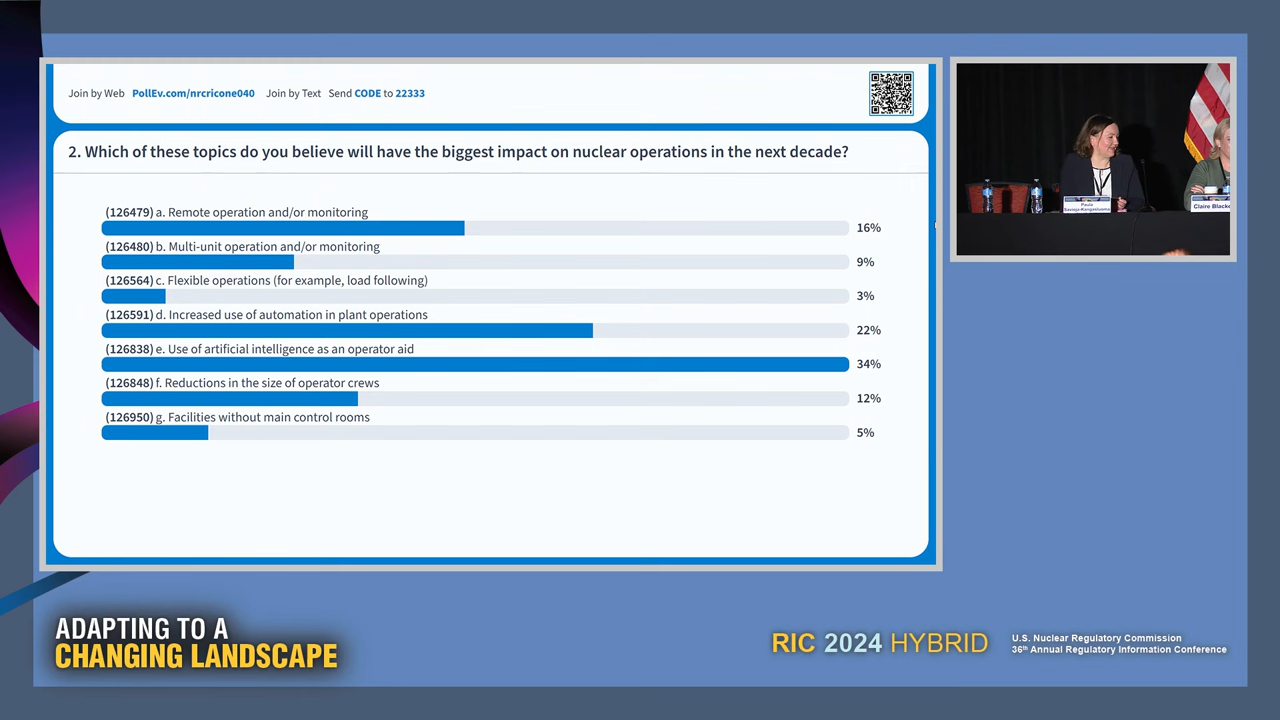 Join by Web PollEv.com/nrcricone040 Join by Text Send CODE to 22333
2. Which of these topics do you believe will have the biggest impact on nuclear operations in the next decade?
(126479) a. Remote operation and/or monitoring
16%
(126480) b. Multi-unit operation and/or monitoring
9%
(126564) c. Flexible operations (for example, load following)
3%
(126591) d. Increased use of automation in plant operations
22%
(126838) e. Use of artificial intelligence as an operator aid
34%
(126848) f. Reductions in the size of operator crews
12%
(126950) g. Facilities without main control rooms
5%
Paula
Savioja-Kangasluoma
Claire Black
ADAPTING TO A
CHANGING LANDSCAPE
RIC 2024 HYBRID
U.S. Nuclear Regulatory Commission
36th Annual Regulatory Information Conference